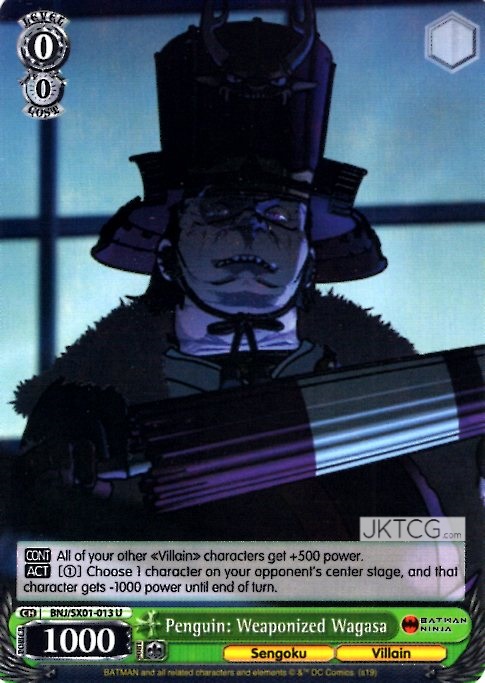 LEVEL
0
0
COST
JKTCG.com
CONT All of your other «Villain» characters get +500 power.
ACT [①] Choose 1 character on your opponent's center stage, and that
character gets -1000 power until end of turn.
CH BNJ/SX01-013 U
POWER 1000 SOUL
Penguin: Weaponized Wagasa
BATMAN
NINJA
Sengoku Villain
BATMAN and all related characters and elements © & ™ DC Comics. (s19)